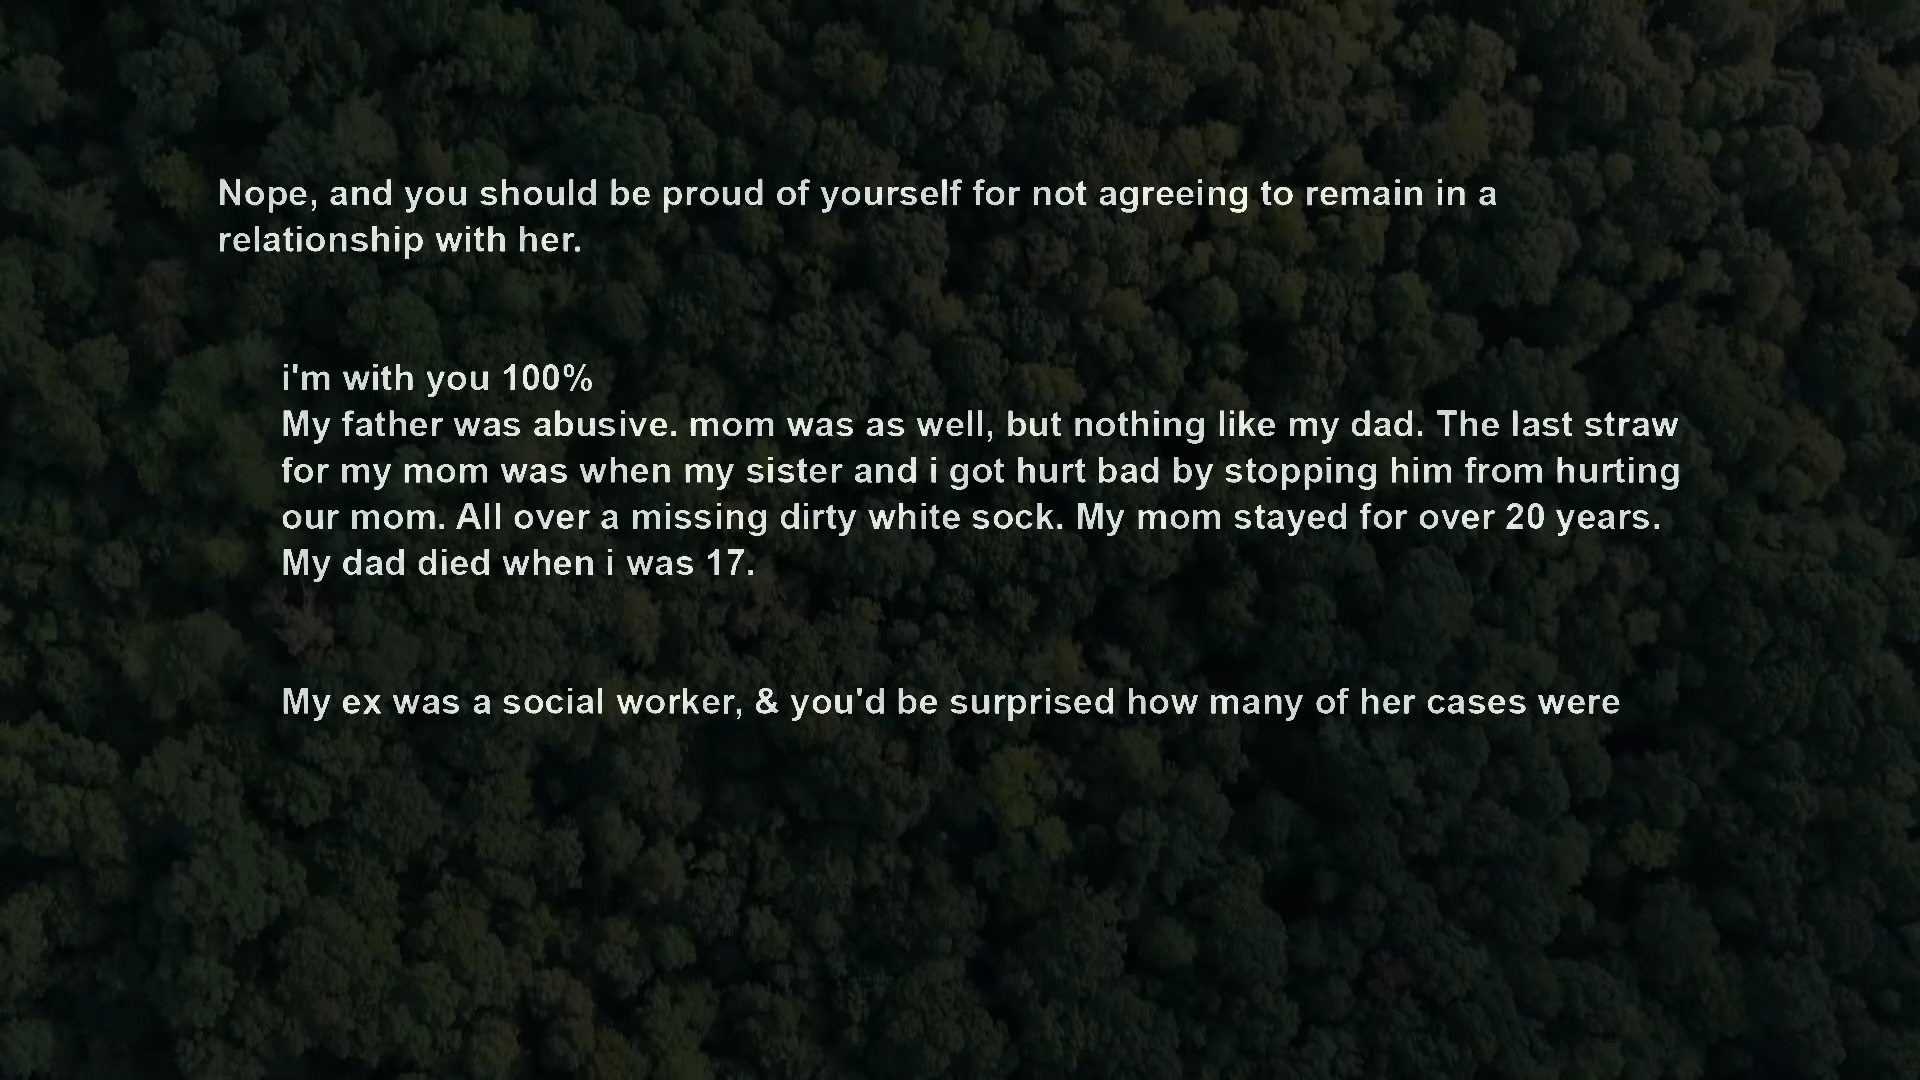 Nope, and you should be proud of yourself for not agreeing to remain in a
relationship with her.
i'm with you 100%
My father was abusive. mom was as well, but nothing like my dad. The last straw
for my mom was when my sister and i got hurt bad by stopping him from hurting
our mom. All over a missing dirty white sock. My mom stayed for over 20 years.
My dad died when i was 17.
My ex was a social worker, & you'd be surprised how many of her cases were